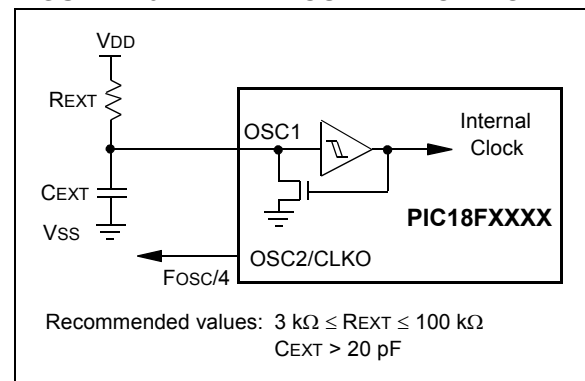 VDD
REXT
OSC1
Internal
Clock
CEXT
PIC18FXXXX
VSS
OSC2/CLKO
FOSC/4
Recommended values: 3 kΩ ≤ REXT ≤ 100 kΩ
CEXT > 20 pF